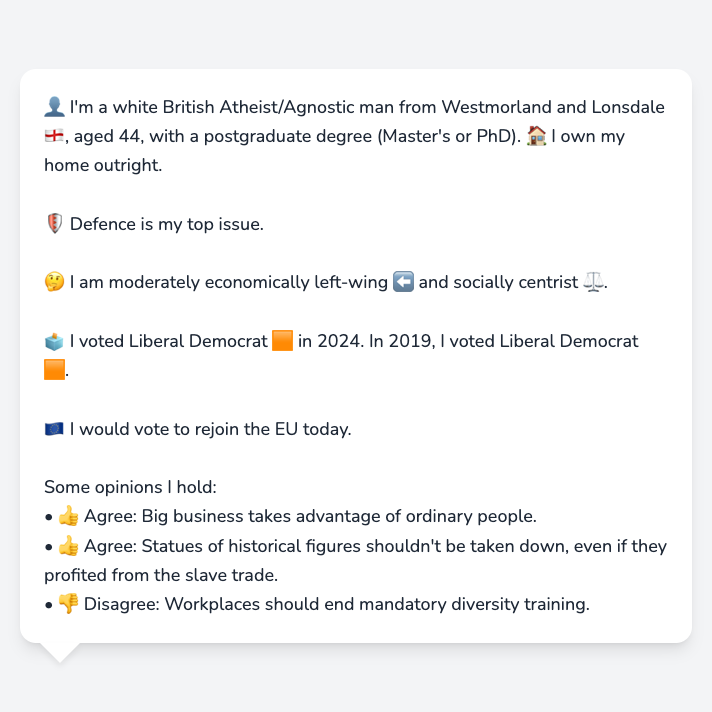 👤 I'm a white British Atheist/Agnostic man from Westmorland and Lonsdale
🏴󠁧󠁢󠁥󠁮󠁧󠁿, aged 44, with a postgraduate degree (Master's or PhD). 🏠 I own my
home outright.
🛡️ Defence is my top issue.
🤔 I am moderately economically left-wing ⬅️ and socially centrist ⚖️.
🗳️ I voted Liberal Democrat 🟧 in 2024. In 2019, I voted Liberal Democrat
🟧.
🇪🇺 I would vote to rejoin the EU today.
Some opinions I hold:
• 👍 Agree: Big business takes advantage of ordinary people.
• 👍 Agree: Statues of historical figures shouldn't be taken down, even if they
profited from the slave trade.
• 👎 Disagree: Workplaces should end mandatory diversity training.